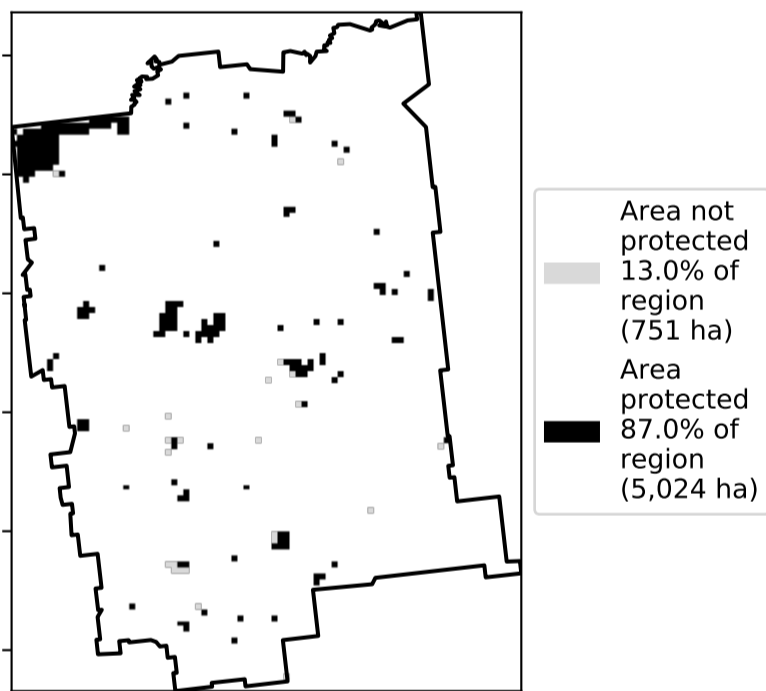 Area not
protected
13.0% of
region
(751 ha)
Area
protected
87.0% of
region
(5,024 ha)